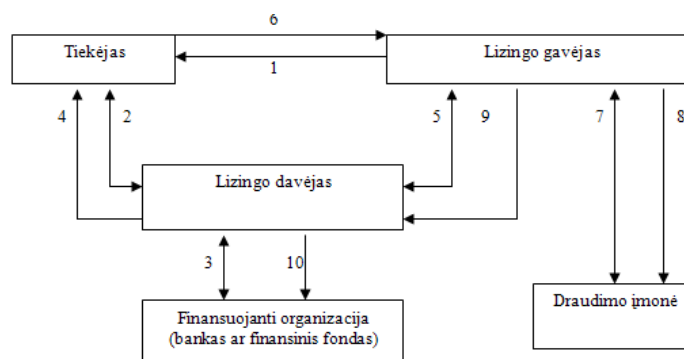 6
Tiekėjas
Lizingo gavėjas
1
4
2
5
9
7
8
Lizingo davėjas
3
10
Finansuojanti organizacija
(bankas ar finansinis fondas)
Draudimo įmonė